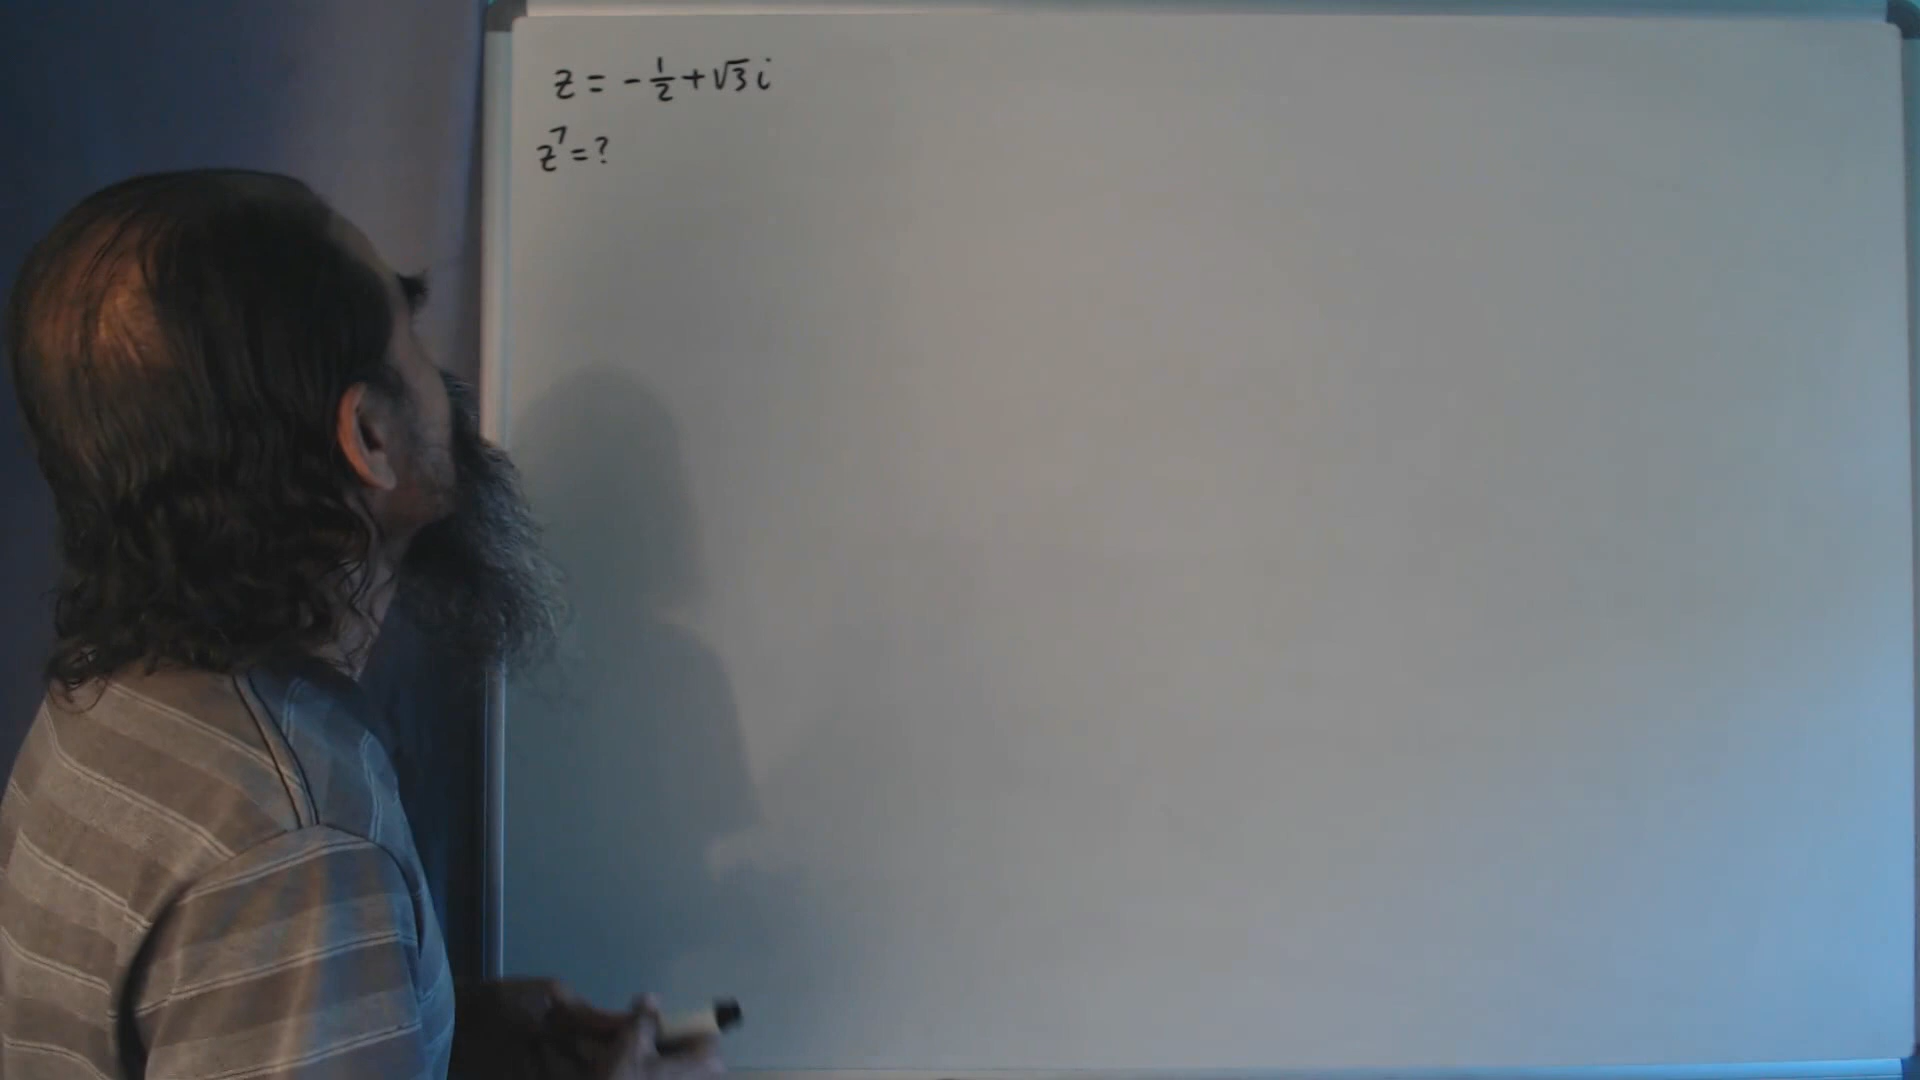 z = -1/2 + √3 i
z⁷ = ?